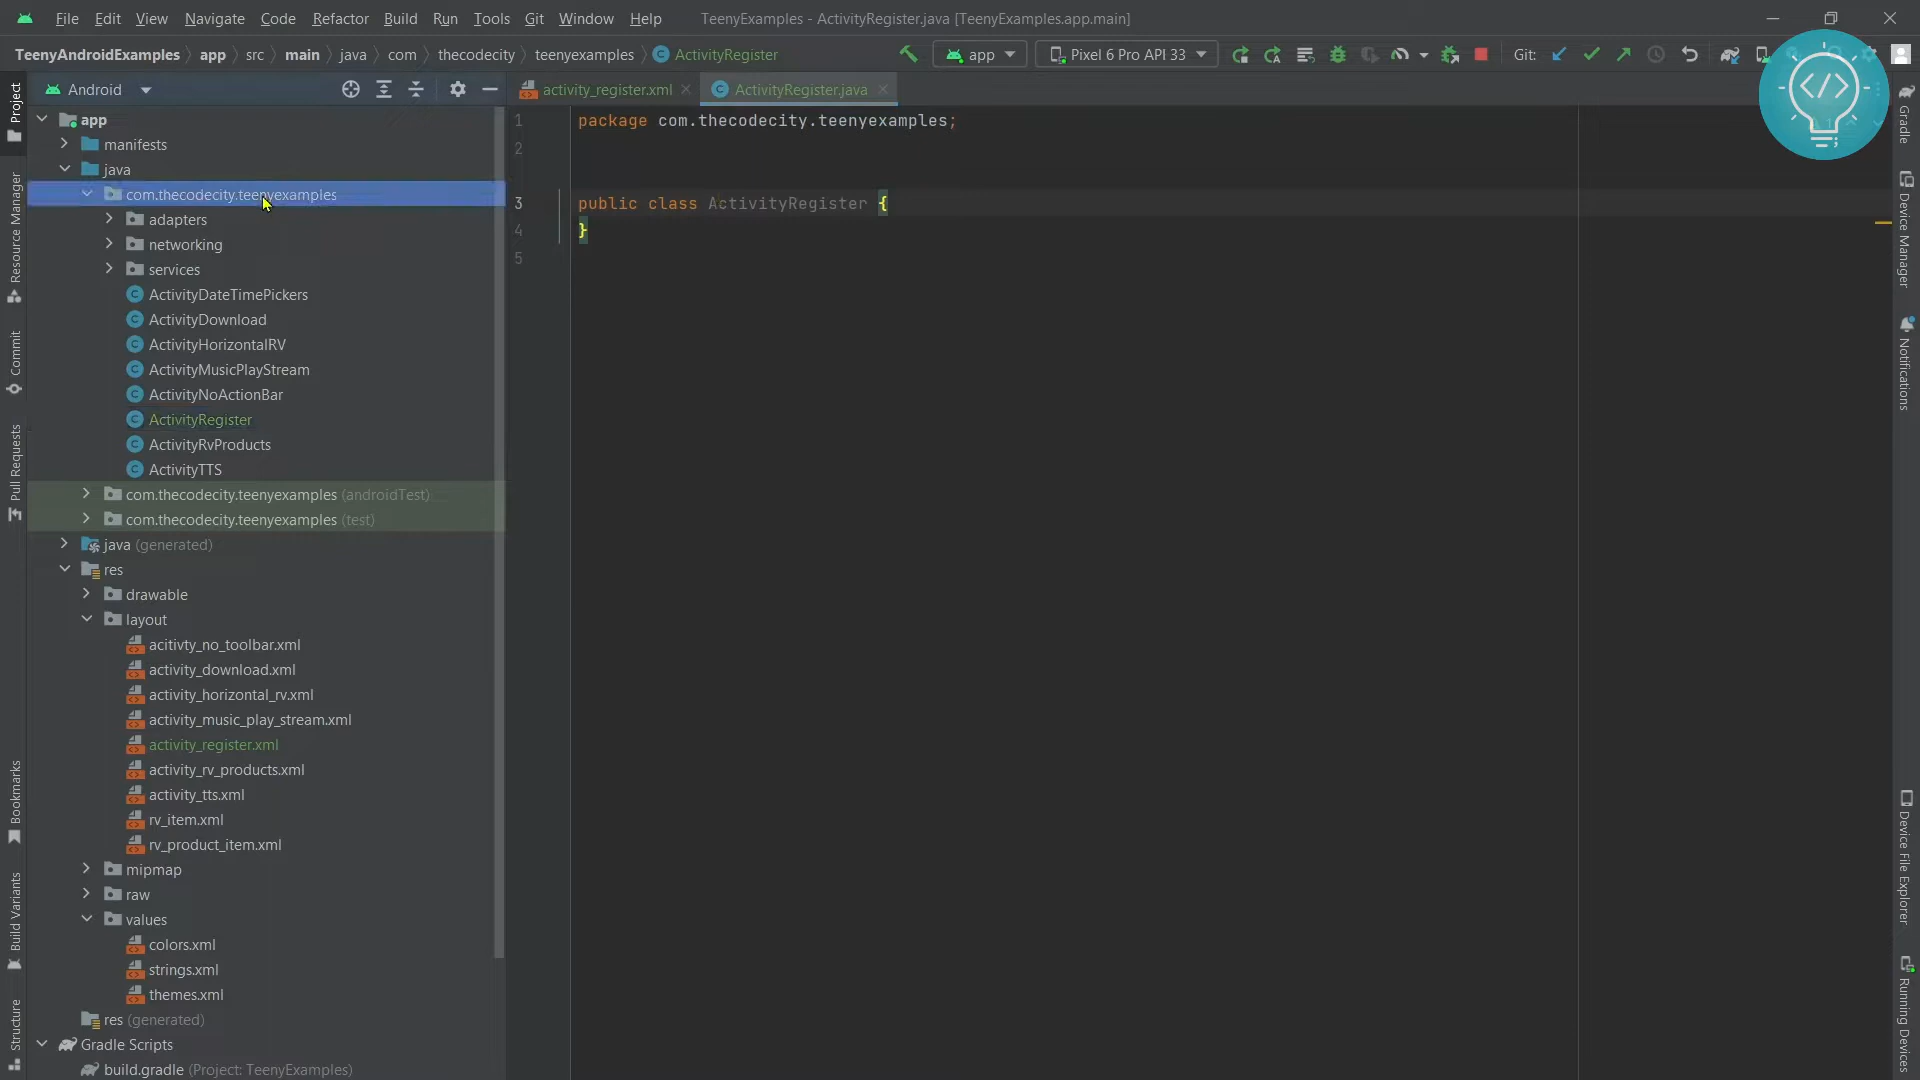 File Edit View Navigate Code Refactor Build Run Tools Git Window Help TeenyExamples - ActivityRegister.java [TeenyExamples.app.main]
TeenyAndroidExamples app src main java com thecodecity teenyexamples ActivityRegister app Pixel 6 Pro API 33 Git:
Android
activity_register.xml ActivityRegister.java
app
manifests
java
com.thecodecity.teenyexamples
adapters
networking
services
ActivityDateTimePickers
ActivityDownload
ActivityHorizontalRV
ActivityMusicPlayStream
ActivityNoActionBar
ActivityRegister
ActivityRvProducts
ActivityTTS
com.thecodecity.teenyexamples (androidTest)
com.thecodecity.teenyexamples (test)
java (generated)
res
drawable
layout
acitivty_no_toolbar.xml
activity_download.xml
activity_horizontal_rv.xml
activity_music_play_stream.xml
activity_register.xml
activity_rv_products.xml
activity_tts.xml
rv_item.xml
rv_product_item.xml
mipmap
raw
values
colors.xml
strings.xml
themes.xml
res (generated)
Gradle Scripts
build.gradle (Project: TeenyExamples)
1 package com.thecodecity.teenyexamples;
2
3 public class ActivityRegister {
4 }
5
Project
Resource Manager
Commit
Pull Requests
Bookmarks
Build Variants
Structure
</>
Gradle
Device Manager
Notifications
Device File Explorer
Running Devices